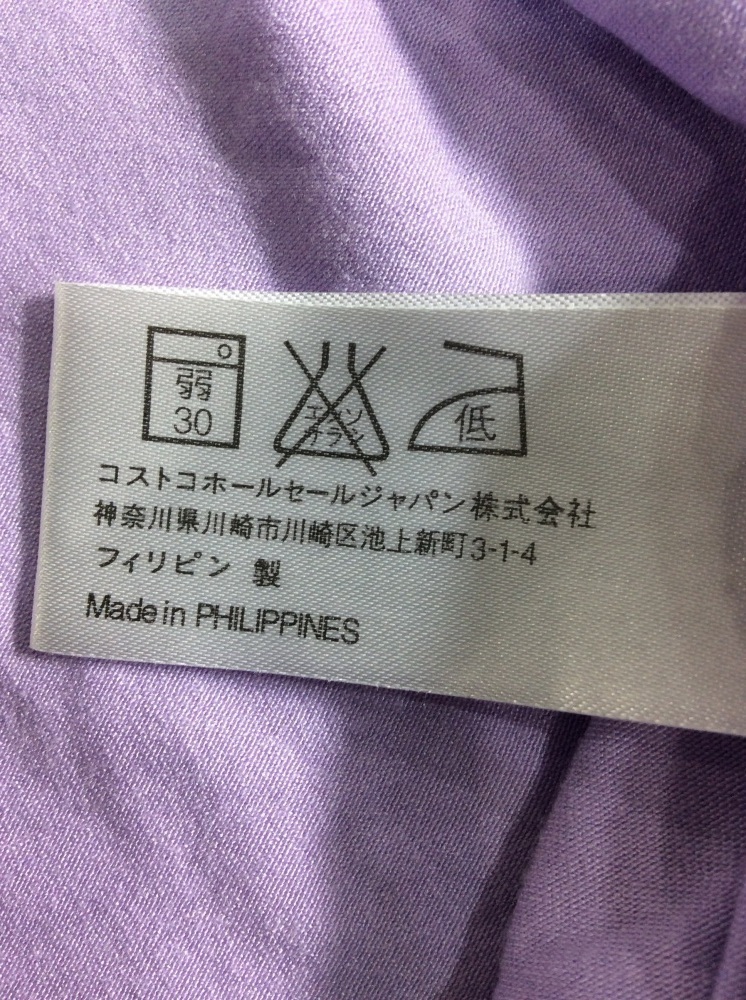 弱
30
エンソ
サラシ
低
コストコホールセールジャパン株式会社
神奈川県川崎市川崎区池上新町3-1-4
フィリピン 製
Made in PHILIPPINES